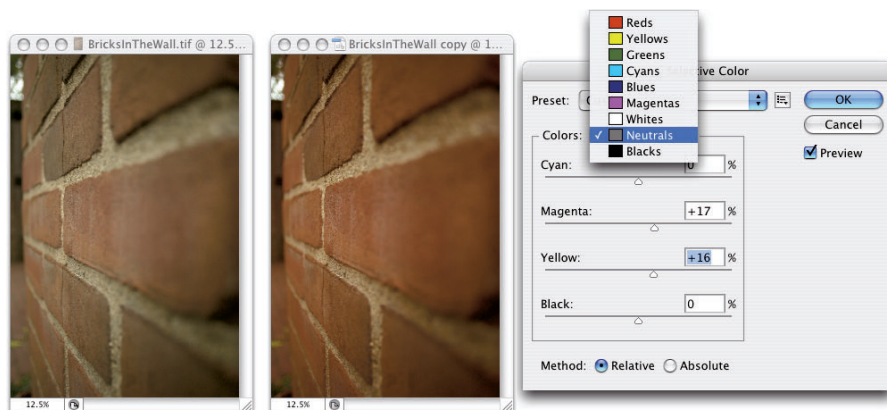 BricksInTheWall.tif @ 12.5...
12.5%
BricksInTheWall copy @ 1...
12.5%
Reds
Yellows
Greens
Cyans
Blues
Magentas
Whites
✓ Neutrals
Blacks
Color
Preset:
OK
Cancel
Preview
Colors:
Cyan: 0 %
Magenta: +17 %
Yellow: +16 %
Black: 0 %
Method: Relative Absolute